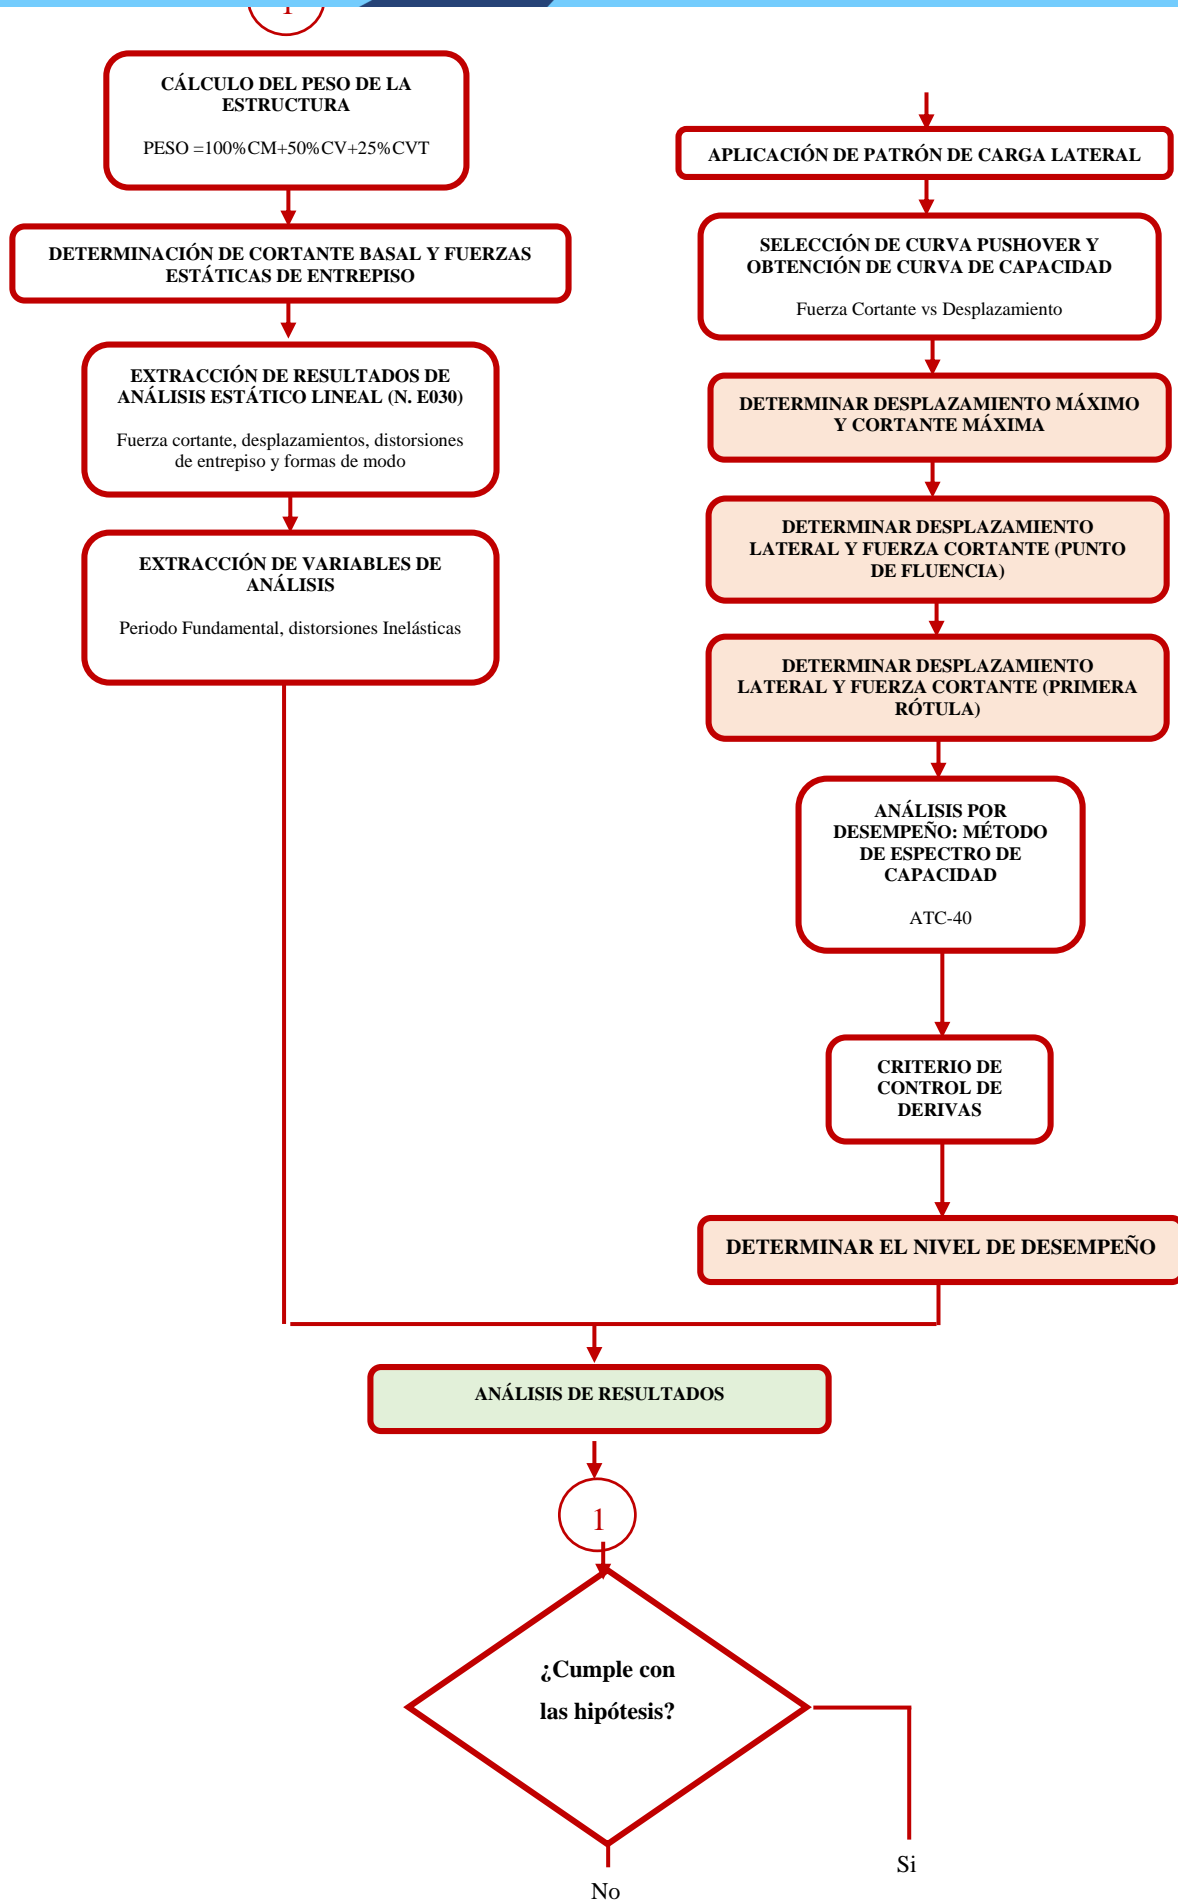 CÁLCULO DEL PESO DE LA
ESTRUCTURA
PESO =100%CM+50%CV+25%CVT
DETERMINACIÓN DE CORTANTE BASAL Y FUERZAS
ESTÁTICAS DE ENTREPISO
EXTRACCIÓN DE RESULTADOS DE
ANÁLISIS ESTÁTICO LINEAL (N. E030)
Fuerza cortante, desplazamientos, distorsiones
de entrepiso y formas de modo
EXTRACCIÓN DE VARIABLES DE
ANÁLISIS
Periodo Fundamental, distorsiones Inelásticas
APLICACIÓN DE PATRÓN DE CARGA LATERAL
SELECCIÓN DE CURVA PUSHOVER Y
OBTENCIÓN DE CURVA DE CAPACIDAD
Fuerza Cortante vs Desplazamiento
DETERMINAR DESPLAZAMIENTO MÁXIMO
Y CORTANTE MÁXIMA
DETERMINAR DESPLAZAMIENTO
LATERAL Y FUERZA CORTANTE (PUNTO
DE FLUENCIA)
DETERMINAR DESPLAZAMIENTO
LATERAL Y FUERZA CORTANTE (PRIMERA
RÓTULA)
ANÁLISIS POR
DESEMPEÑO: MÉTODO
DE ESPECTRO DE
CAPACIDAD
ATC-40
CRITERIO DE
CONTROL DE
DERIVAS
DETERMINAR EL NIVEL DE DESEMPEÑO
ANÁLISIS DE RESULTADOS
1
¿Cumple con
las hipótesis?
Si
No